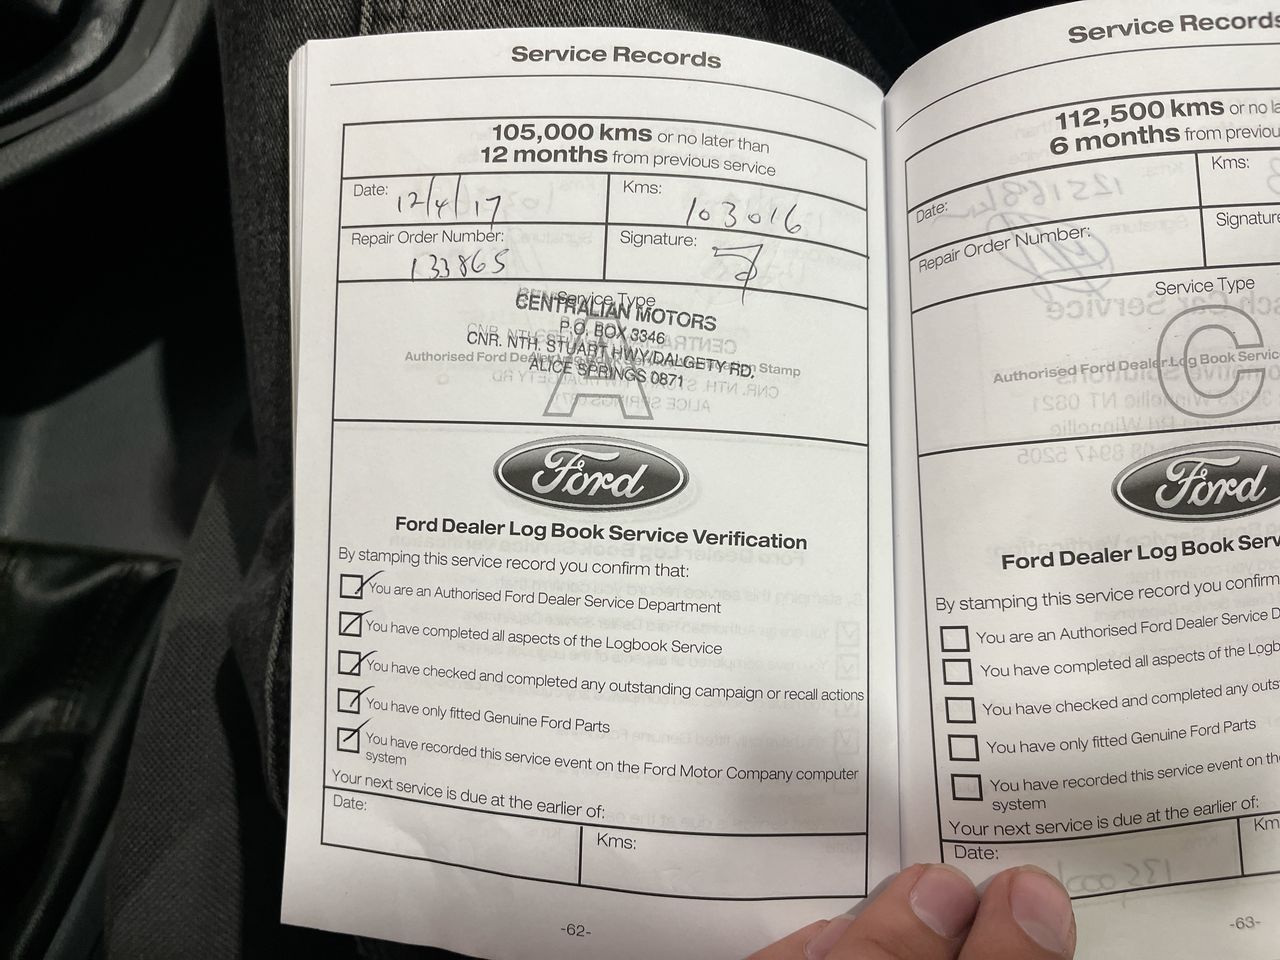 Service Records
105,000 kms or no later than
12 months from previous service
Date: 12/4/17
Kms: 103016
Repair Order Number: 133865
Signature:
Service Type
A
CENTRALIAN MOTORS
P.O. BOX 3346
CNR. NTH. STUART HWY/DALGETY RD.
Authorised Ford Dealer Log Book Stamp
ALICE SPRINGS 0871
Ford
Ford Dealer Log Book Service Verification
By stamping this service record you confirm that:
You are an Authorised Ford Dealer Service Department
You have completed all aspects of the Logbook Service
You have checked and completed any outstanding campaign or recall actions
You have only fitted Genuine Ford Parts
You have recorded this service event on the Ford Motor Company computer
system
Your next service is due at the earlier of:
Date:
Kms:
-62-
Service Records
112,500 kms or no
6 months from
Date:
Kms:
Repair Order Number:
Signature
Service Type
C
Authorised Ford Dealer Log Book
Ford
Ford Dealer Log Book
By stamping this service record you confirm
You are an Authorised Ford Dealer Service
You have completed all aspects of the
You have checked and completed any
You have only fitted Genuine Ford Parts
You have recorded this service event on
system
Your next service is due at the earlier of:
Date:
-63-